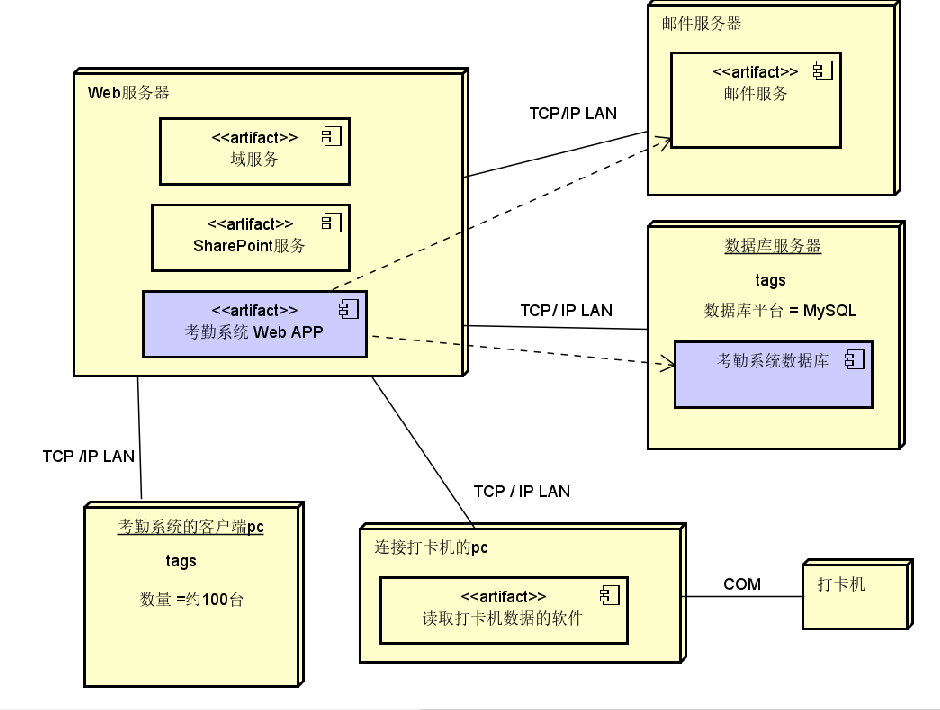 邮件服务器
<<artifact>>
邮件服务
Web服务器
<<artifact>>
域服务
<<artifact>>
SharePoint服务
<<artifact>>
考勤系统 Web APP
TCP/IP LAN
数据库服务器
tags
数据库平台 = MySQL
考勤系统数据库
TCP/ IP LAN
TCP /IP LAN
TCP / IP LAN
考勤系统的客户端pc
tags
数量 =约100台
连接打卡机的pc
<<artifact>>
读取打卡机数据的软件
COM
打卡机